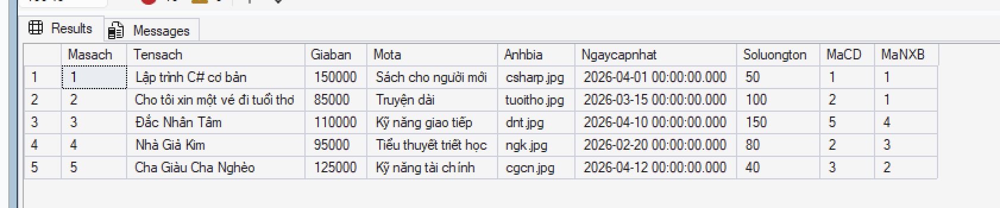 Results Messages
Masach Tensach Giaban Mota Anhbia Ngaycapnhat Soluongton MaCD MaNXB
1 1 Lập trình C# cơ bản 150000 Sách cho người mới csharp.jpg 2026-04-01 00:00:00.000 50 1 1
2 2 Cho tôi xin một vé đi tuổi thơ 85000 Truyện dài tuoitho.jpg 2026-03-15 00:00:00.000 100 2 1
3 3 Đắc Nhân Tâm 110000 Kỹ năng giao tiếp dnt.jpg 2026-04-10 00:00:00.000 150 5 4
4 4 Nhà Giả Kim 95000 Tiểu thuyết triết học ngk.jpg 2026-02-20 00:00:00.000 80 2 3
5 5 Cha Giàu Cha Nghèo 125000 Kỹ năng tài chính cgcn.jpg 2026-04-12 00:00:00.000 40 3 2